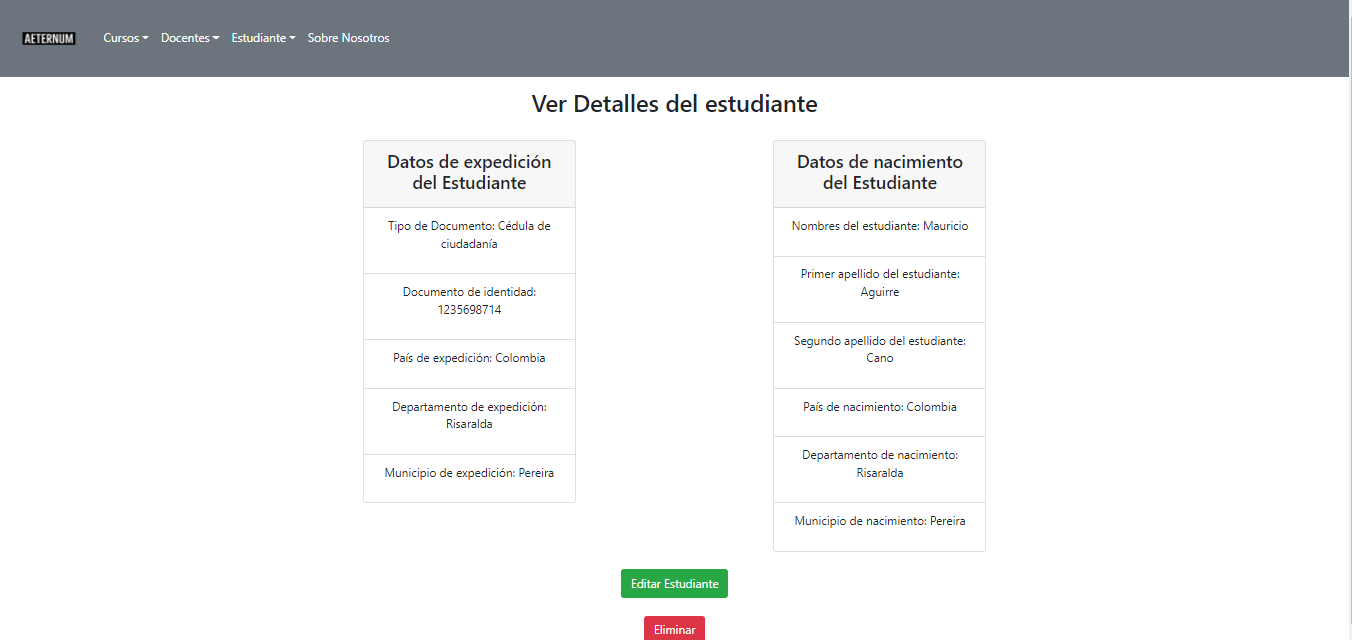 AETERNUM
Cursos Docentes Estudiante Sobre Nosotros
Ver Detalles del estudiante
Datos de expedición
del Estudiante
Tipo de Documento: Cédula de
ciudadanía
Documento de identidad:
1235698714
País de expedición: Colombia
Departamento de expedición:
Risaralda
Municipio de expedición: Pereira
Datos de nacimiento
del Estudiante
Nombres del estudiante: Mauricio
Primer apellido del estudiante:
Aguirre
Segundo apellido del estudiante:
Cano
País de nacimiento: Colombia
Departamento de nacimiento:
Risaralda
Municipio de nacimiento: Pereira
Editar Estudiante
Eliminar